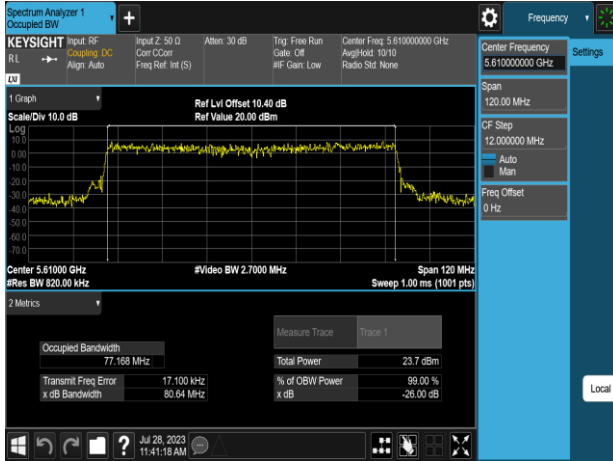 Spectrum Analyzer 1
Occupied BW
Frequency
KEYSIGHT
RL
LXI
Input: RF
Coupling: DC
Align: Auto
Input Z: 50 Ω
Corr CCorr
Freq Ref: Int (S)
Atten: 30 dB
Trig: Free Run
Gate: Off
#IF Gain: Low
Center Freq: 5.610000000 GHz
Avg|Hold: 10/10
Radio Std: None
Center Frequency
5.610000000 GHz
Settings
Span
120.00 MHz
CF Step
12.000000 MHz
Auto
Man
Freq Offset
0 Hz
1 Graph
Scale/Div 10.0 dB
Ref Lvl Offset 10.40 dB
Ref Value 20.00 dBm
Log
10.0
0.00
-10.0
-20.0
-30.0
-40.0
-50.0
-60.0
-70.0
Center 5.61000 GHz
#Res BW 820.00 kHz
#Video BW 2.7000 MHz
Span 120 MHz
Sweep 1.00 ms (1001 pts)
2 Metrics
Measure Trace
Trace 1
Occupied Bandwidth
77.168 MHz
Total Power
23.7 dBm
Transmit Freq Error
17.100 kHz
% of OBW Power
99.00 %
x dB Bandwidth
80.64 MHz
x dB
-26.00 dB
Local
Jul 28, 2023
11:41:18 AM